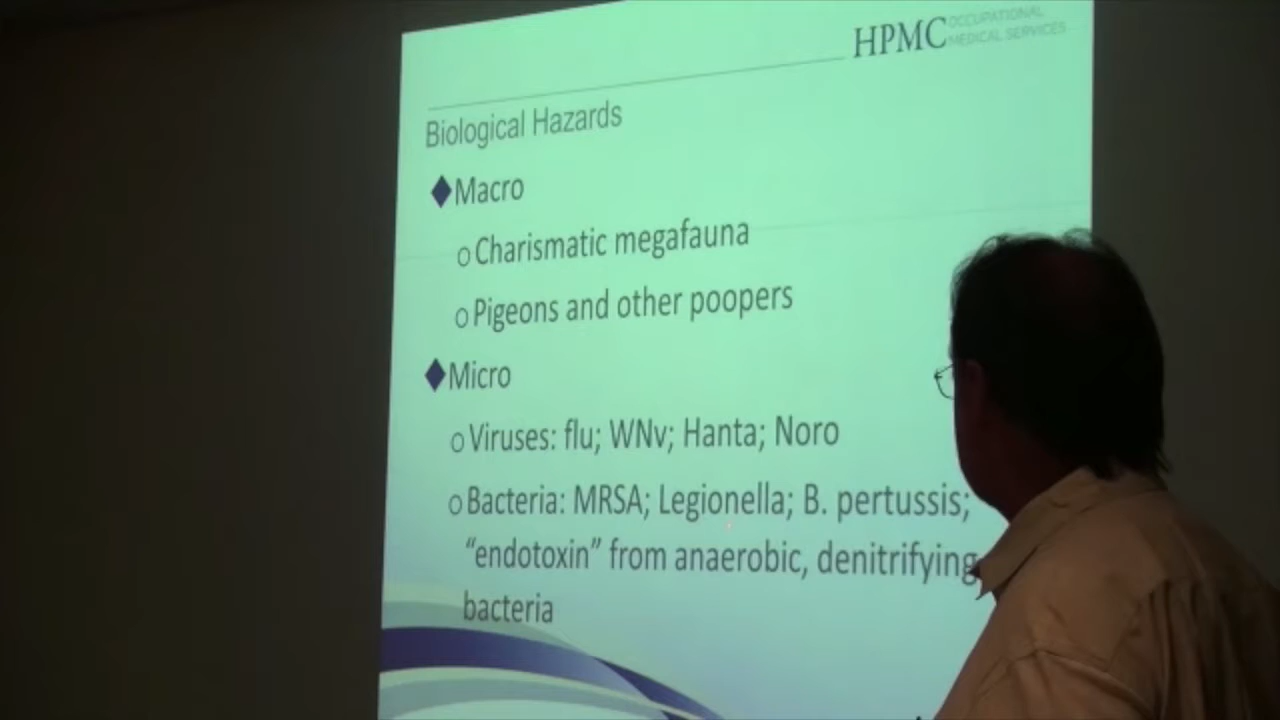 HPMC OCCUPATIONAL
MEDICAL SERVICES
Biological Hazards
Macro
Charismatic megafauna
Pigeons and other poopers
Micro
Viruses: flu; WNv; Hanta; Noro
Bacteria: MRSA; Legionella; B. pertussis;
“endotoxin” from anaerobic, denitrifying
bacteria